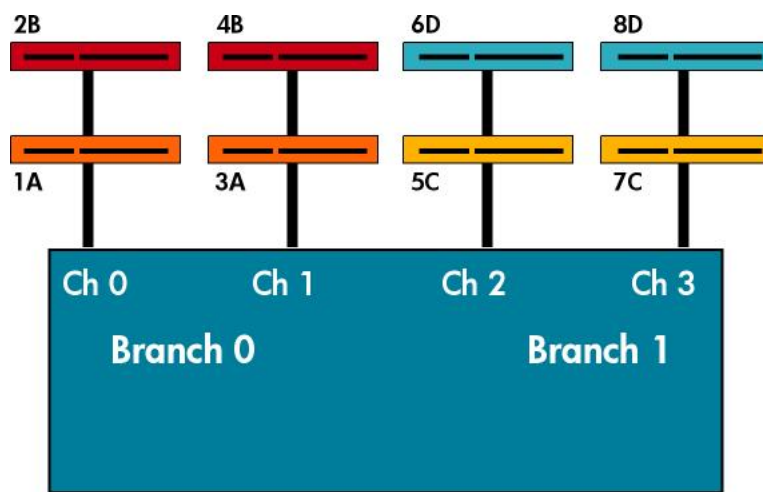 2B 4B 6D 8D
1A 3A 5C 7C
Ch 0 Ch 1 Ch 2 Ch 3
Branch 0 Branch 1